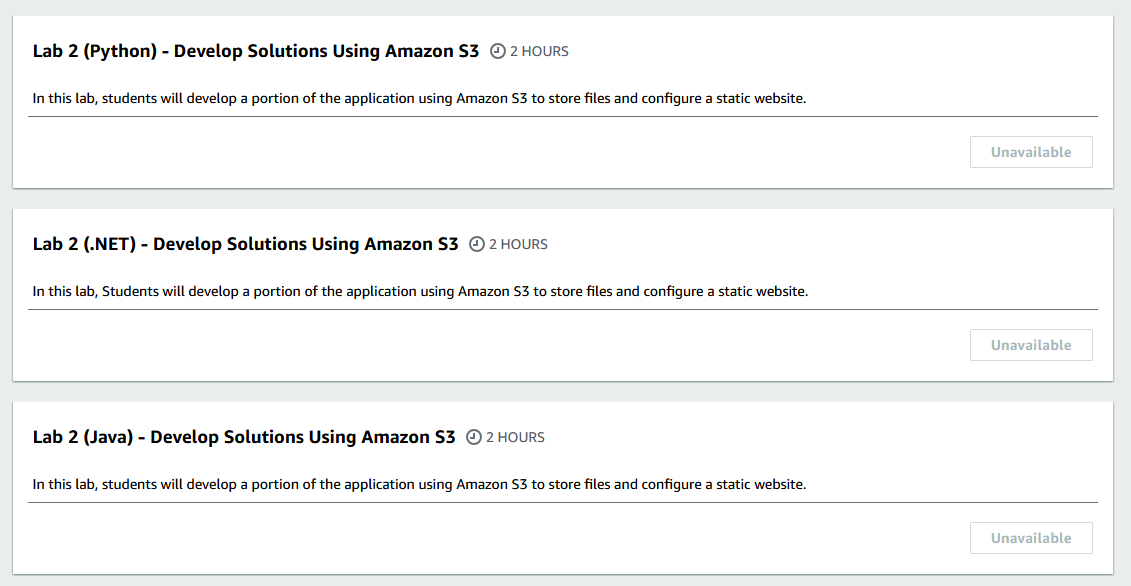 Lab 2 (Python) - Develop Solutions Using Amazon S3 2 HOURS
In this lab, students will develop a portion of the application using Amazon S3 to store files and configure a static website.
Unavailable
Lab 2 (.NET) - Develop Solutions Using Amazon S3 2 HOURS
In this lab, Students will develop a portion of the application using Amazon S3 to store files and configure a static website.
Unavailable
Lab 2 (Java) - Develop Solutions Using Amazon S3 2 HOURS
In this lab, students will develop a portion of the application using Amazon S3 to store files and configure a static website.
Unavailable